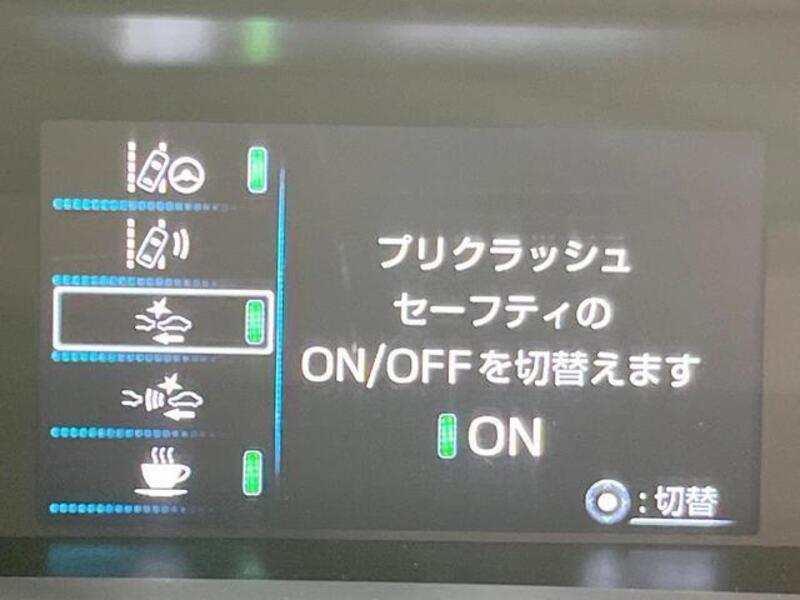 プリクラッシュ
セーフティの
ON/OFFを切替えます
ON
:切替